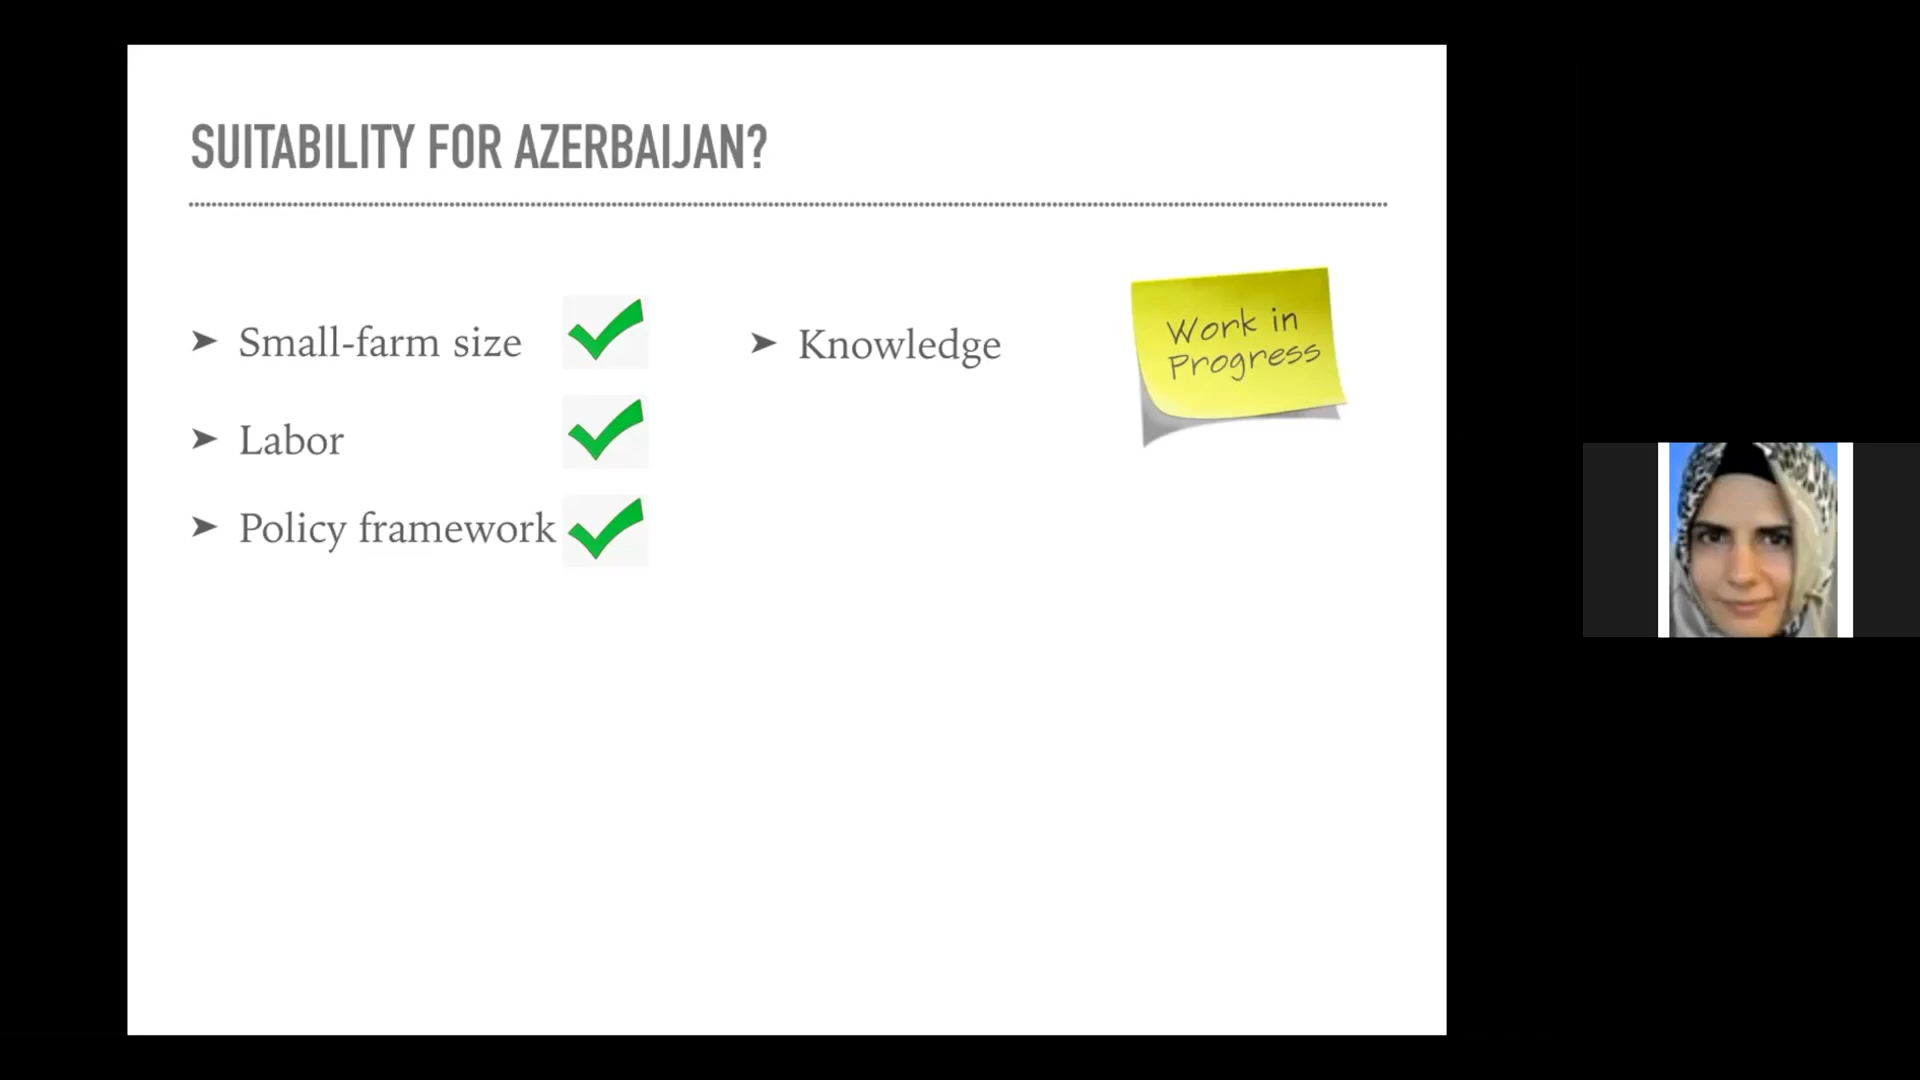 SUITABILITY FOR AZERBAIJAN?
➤ Small-farm size
➤ Labor
➤ Policy framework
➤ Knowledge
Work in
Progress